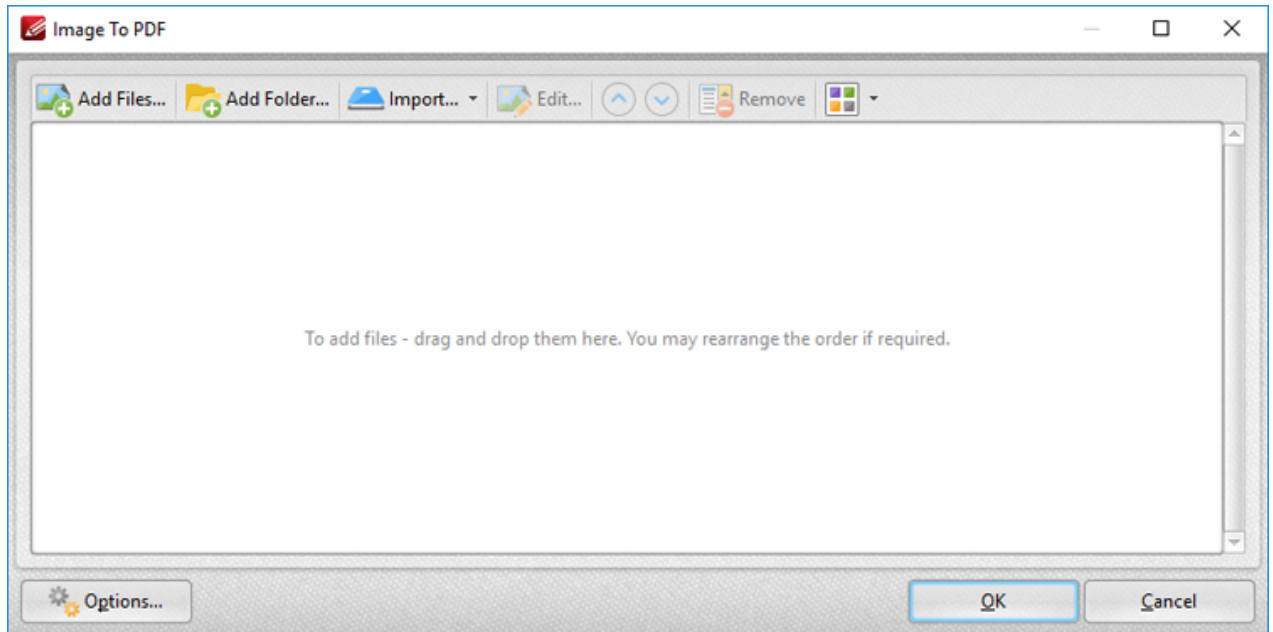 Image To PDF
Add Files... Add Folder... Import... Edit... Remove
To add files - drag and drop them here. You may rearrange the order if required.
Options... OK Cancel